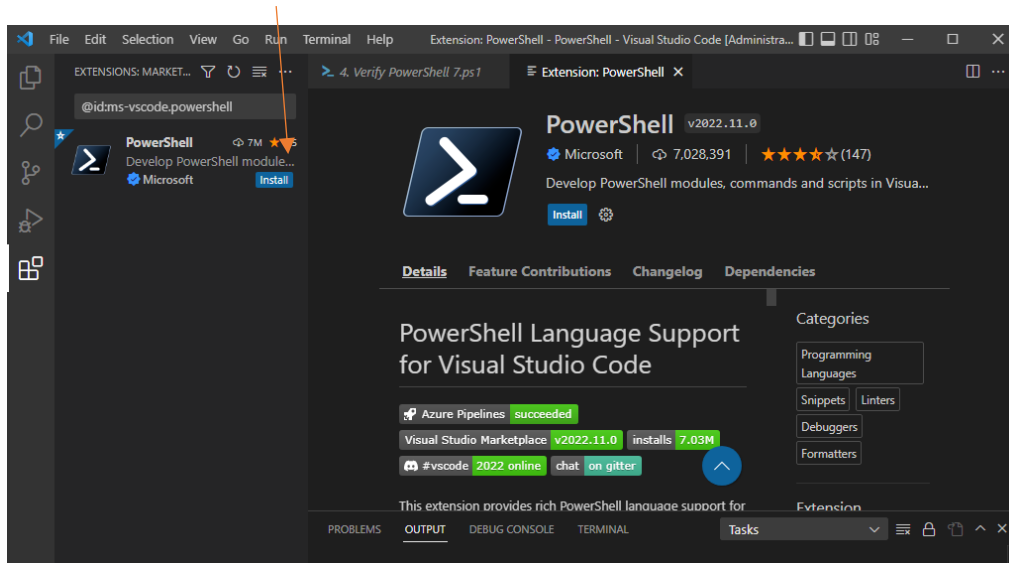 File Edit Selection View Go Run Terminal Help Extension: PowerShell - PowerShell - Visual Studio Code [Administra...
EXTENSIONS: MARKET...
@id:ms-vscode.powershell
PowerShell 7M
Develop PowerShell module...
Microsoft Install
4. Verify PowerShell 7.ps1 Extension: PowerShell
PowerShell v2022.11.0
Microsoft 7,028,391 (147)
Develop PowerShell modules, commands and scripts in Visua...
Install
Details Feature Contributions Changelog Dependencies
PowerShell Language Support
for Visual Studio Code
Azure Pipelines succeeded
Visual Studio Marketplace v2022.11.0 installs 7.03M
#vscode 2022 online chat on gitter
This extension provides rich PowerShell language support for
Categories
Programming
Languages
Snippets Linters
Debuggers
Formatters
Extension
PROBLEMS OUTPUT DEBUG CONSOLE TERMINAL Tasks